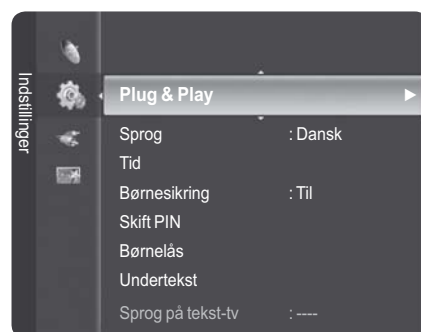 Indstillinger
Plug & Play
Sprog : Dansk
Tid
Børnesikring : Til
Skift PIN
Børnelås
Undertekst
Sprog på tekst-tv : ----